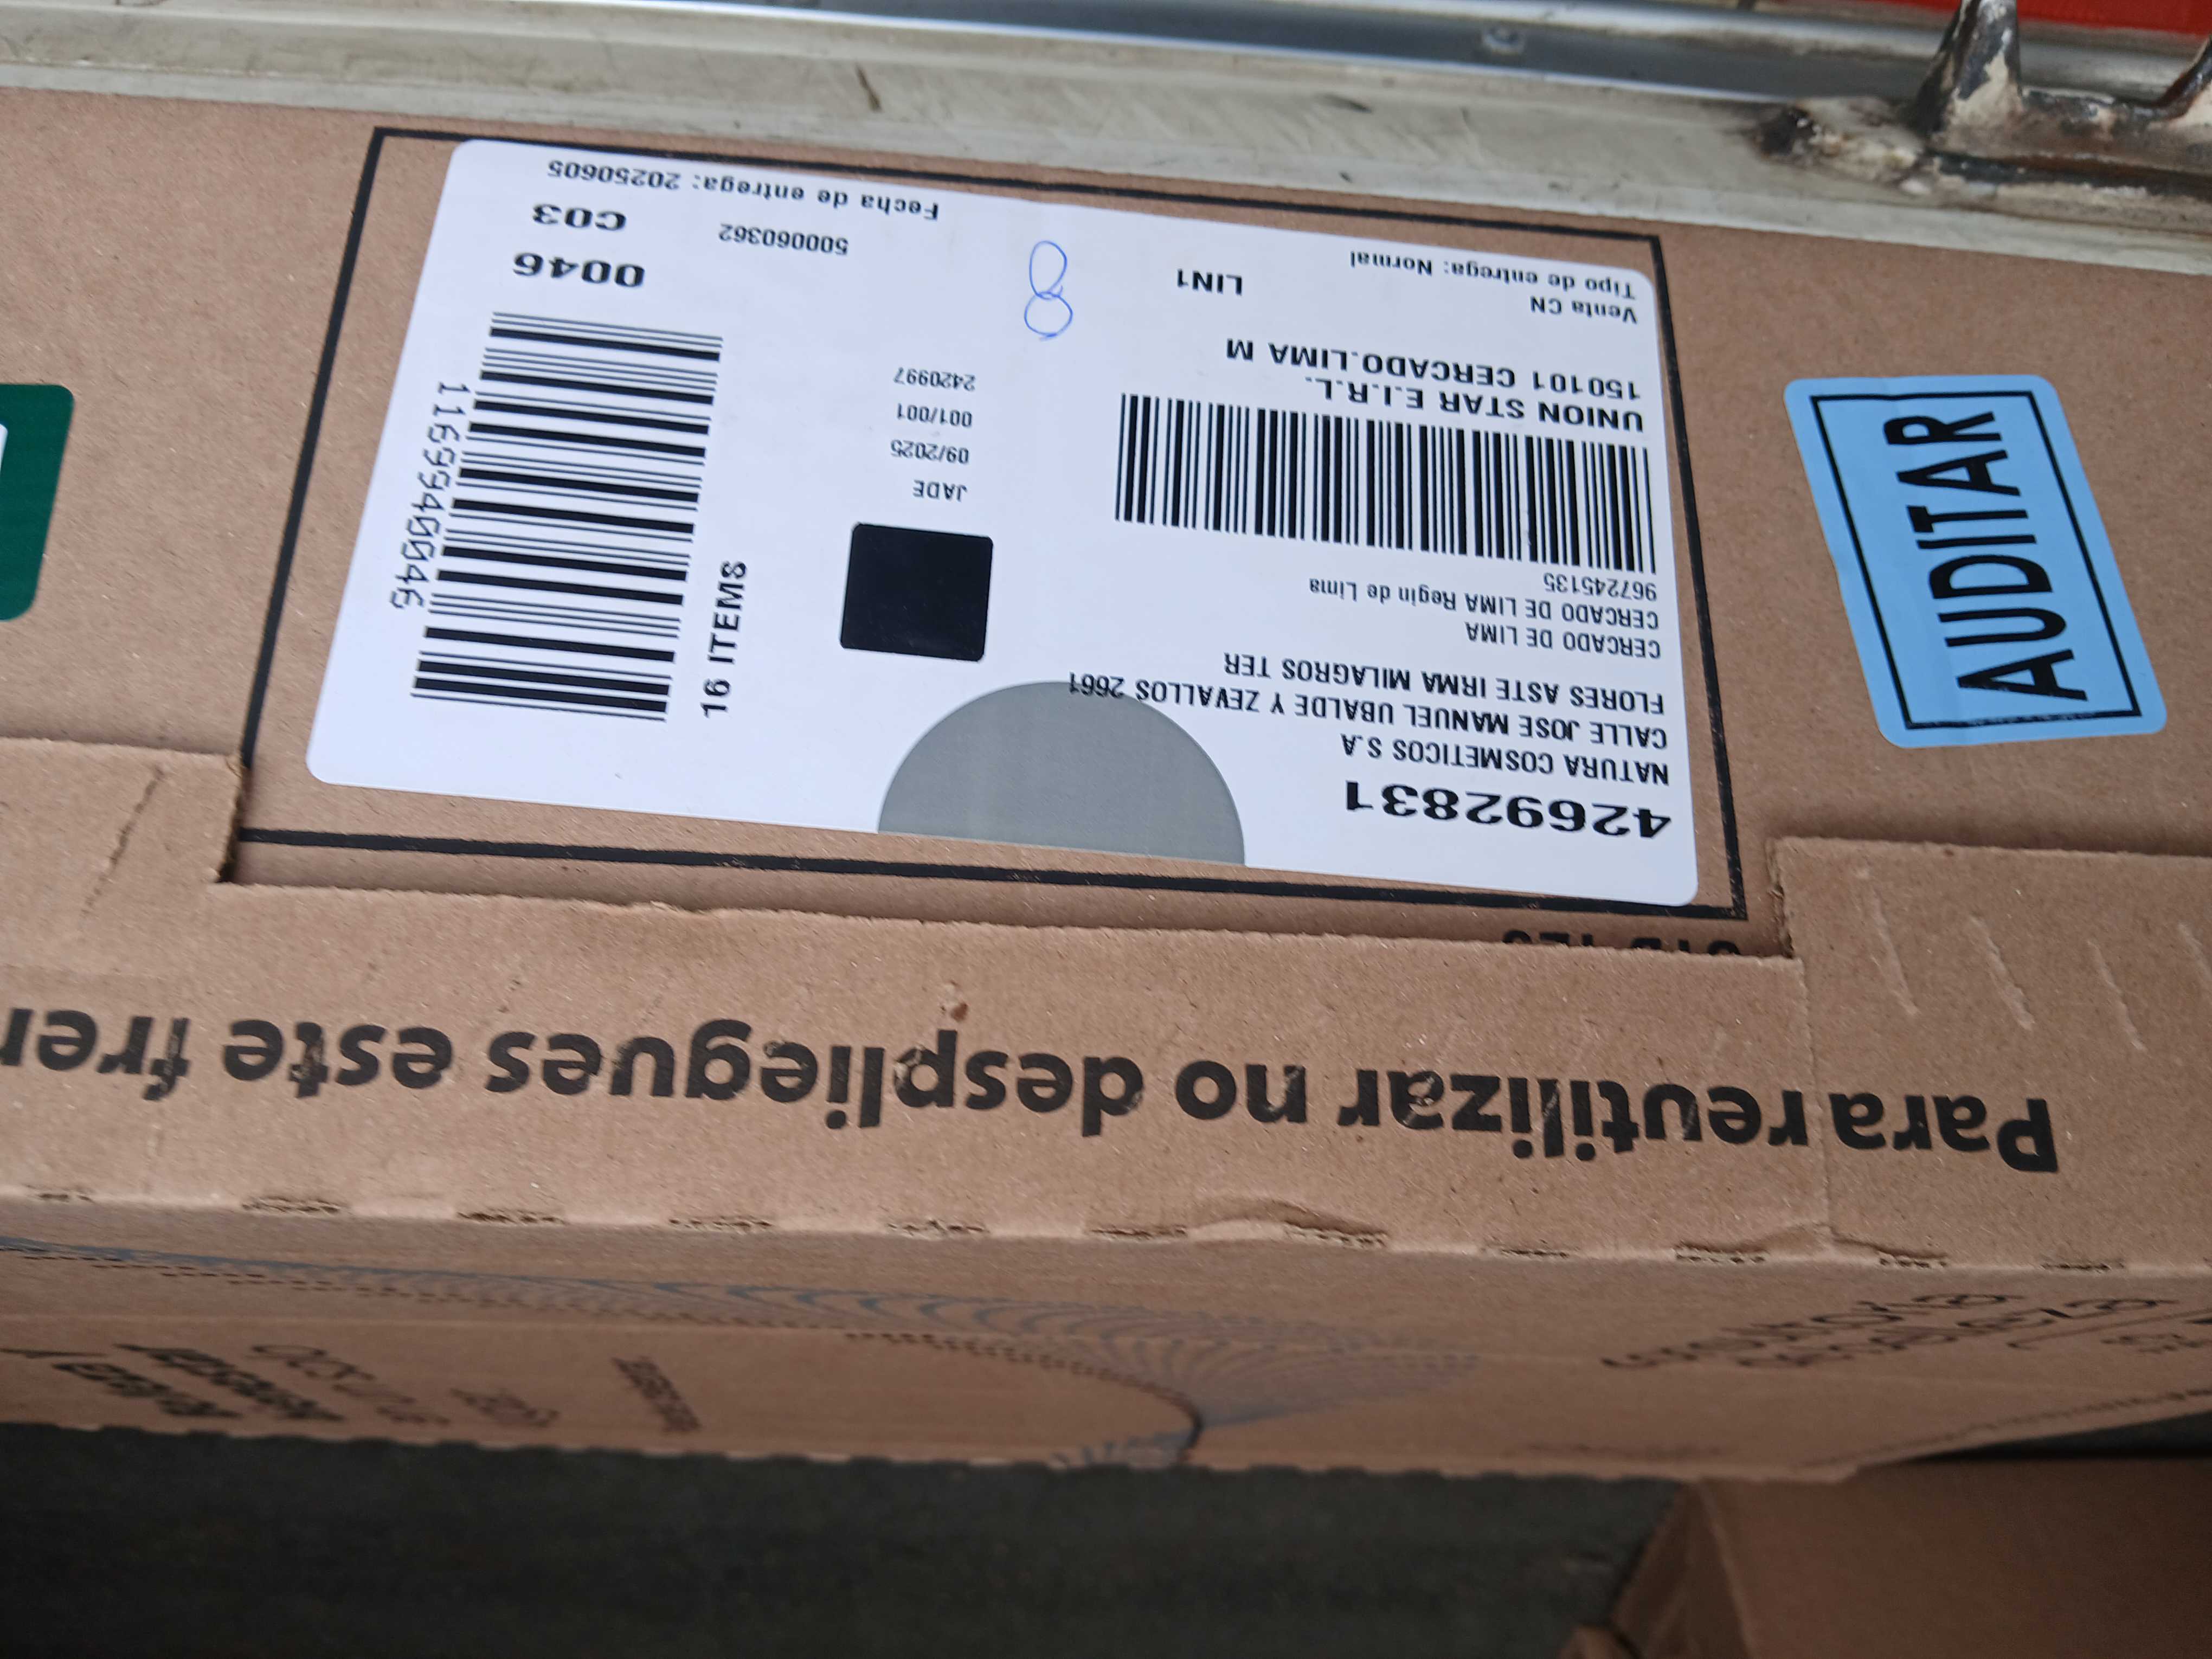 42692831
NATURA COSMETICOS S.A
CALLE JOSE MANUEL UBALDE Y ZEVALLOS 2661
FLORES ASTE IRMA MILAGROS TER
CERCADO DE LIMA
CERCADO DE LIMA Regin de Lima
967245135
UNION STAR E.I.R.L.
150101 CERCADO.LIMA M
Venta CN
LIN1
Tipo de entrega: Normal
16 ITEMS
JADE
09/2025
001/001
2420997
8
1169940046
0046
C03
500060362
Fecha de entrega: 20250605
AUDITAR
Para reutilizar no despliegues este fren